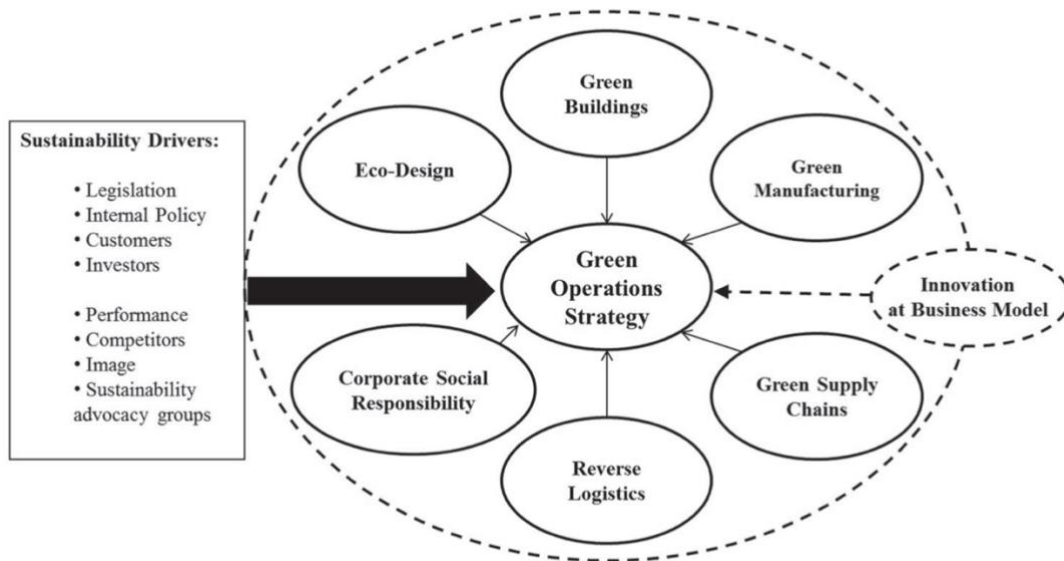 Sustainability Drivers:
• Legislation
• Internal Policy
• Customers
• Investors
• Performance
• Competitors
• Image
• Sustainability
advocacy groups
Eco-Design
Green
Buildings
Green
Manufacturing
Green
Operations
Strategy
Innovation
at Business Model
Corporate Social
Responsibility
Reverse
Logistics
Green Supply
Chains